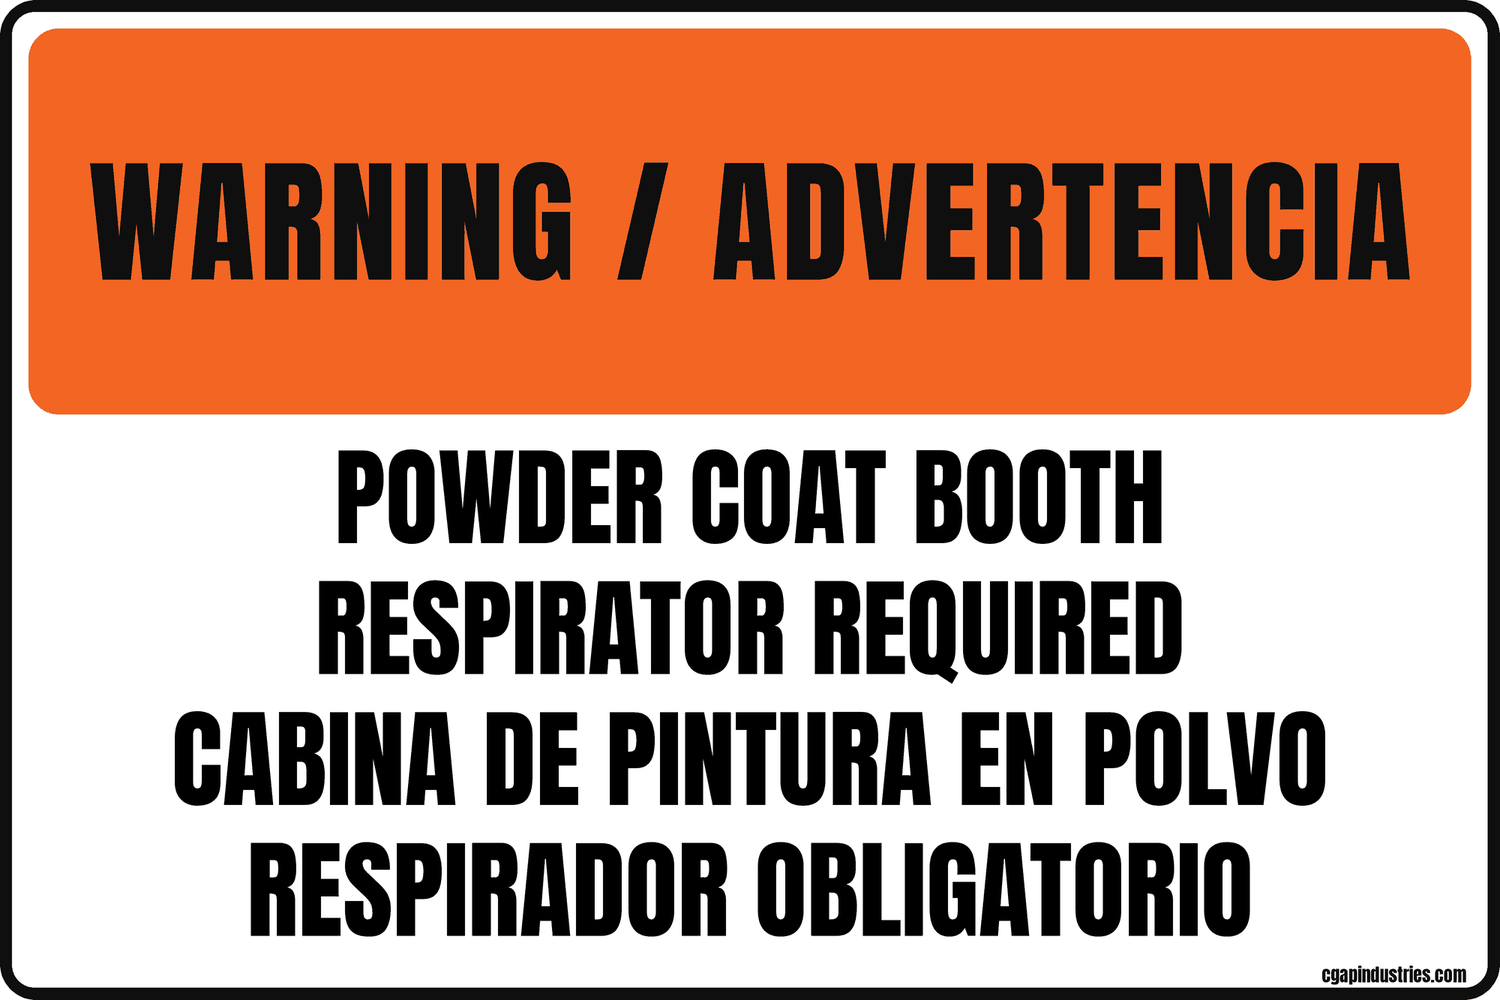 WARNING / ADVERTENCIA
POWDER COAT BOOTH
RESPIRATOR REQUIRED
CABINA DE PINTURA EN POLVO
RESPIRADOR OBLIGATORIO
cgapindustries.com